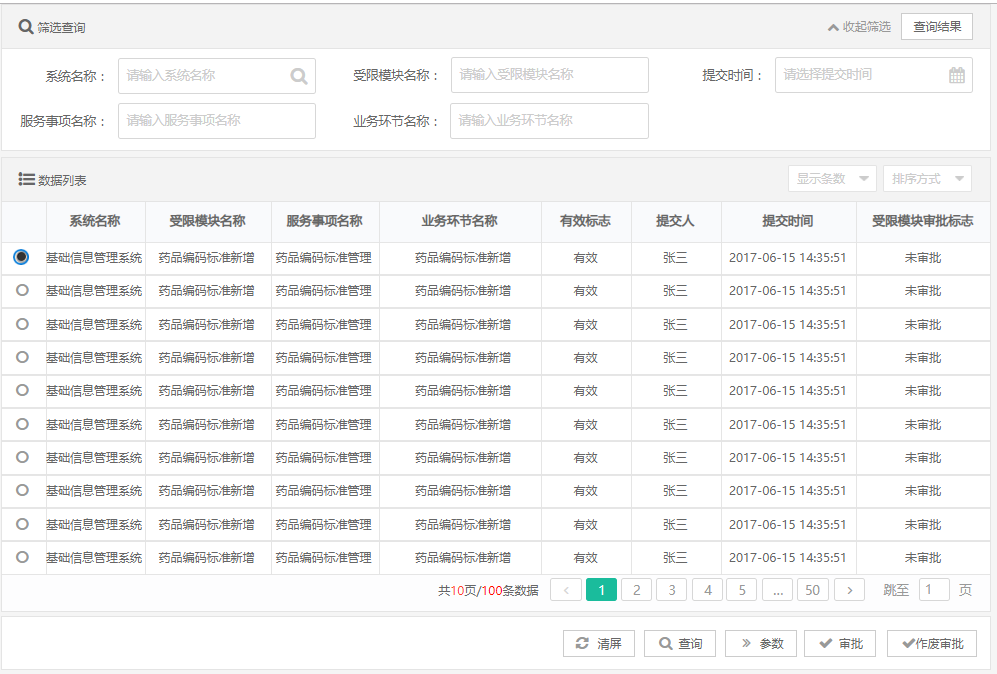 筛选查询 收起筛选 查询结果
系统名称： 请输入系统名称 受限模块名称： 请输入受限模块名称 提交时间： 请选择提交时间
服务事项名称： 请输入服务事项名称 业务环节名称： 请输入业务环节名称
数据列表 显示条数 排序方式
系统名称 受限模块名称 服务事项名称 业务环节名称 有效标志 提交人 提交时间 受限模块审批标志
基础信息管理系统 药品编码标准新增 药品编码标准管理 药品编码标准新增 有效 张三 2017-06-15 14:35:51 未审批
基础信息管理系统 药品编码标准新增 药品编码标准管理 药品编码标准新增 有效 张三 2017-06-15 14:35:51 未审批
基础信息管理系统 药品编码标准新增 药品编码标准管理 药品编码标准新增 有效 张三 2017-06-15 14:35:51 未审批
基础信息管理系统 药品编码标准新增 药品编码标准管理 药品编码标准新增 有效 张三 2017-06-15 14:35:51 未审批
基础信息管理系统 药品编码标准新增 药品编码标准管理 药品编码标准新增 有效 张三 2017-06-15 14:35:51 未审批
基础信息管理系统 药品编码标准新增 药品编码标准管理 药品编码标准新增 有效 张三 2017-06-15 14:35:51 未审批
基础信息管理系统 药品编码标准新增 药品编码标准管理 药品编码标准新增 有效 张三 2017-06-15 14:35:51 未审批
基础信息管理系统 药品编码标准新增 药品编码标准管理 药品编码标准新增 有效 张三 2017-06-15 14:35:51 未审批
基础信息管理系统 药品编码标准新增 药品编码标准管理 药品编码标准新增 有效 张三 2017-06-15 14:35:51 未审批
基础信息管理系统 药品编码标准新增 药品编码标准管理 药品编码标准新增 有效 张三 2017-06-15 14:35:51 未审批
共10页/100条数据 < 1 2 3 4 5 ... 50 > 跳至 1 页
清屏 查询 参数 审批 作废审批